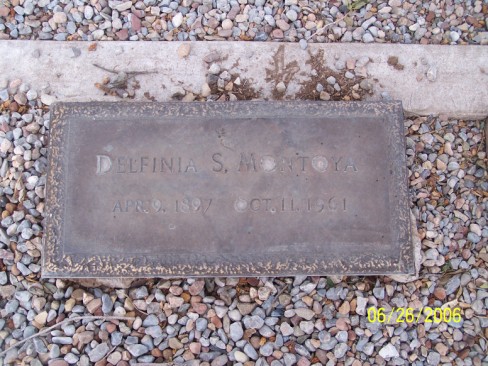 DELFINIA S. MONTOYA
APR. 9, 1897 OCT. 11, 1961
06/26/2006